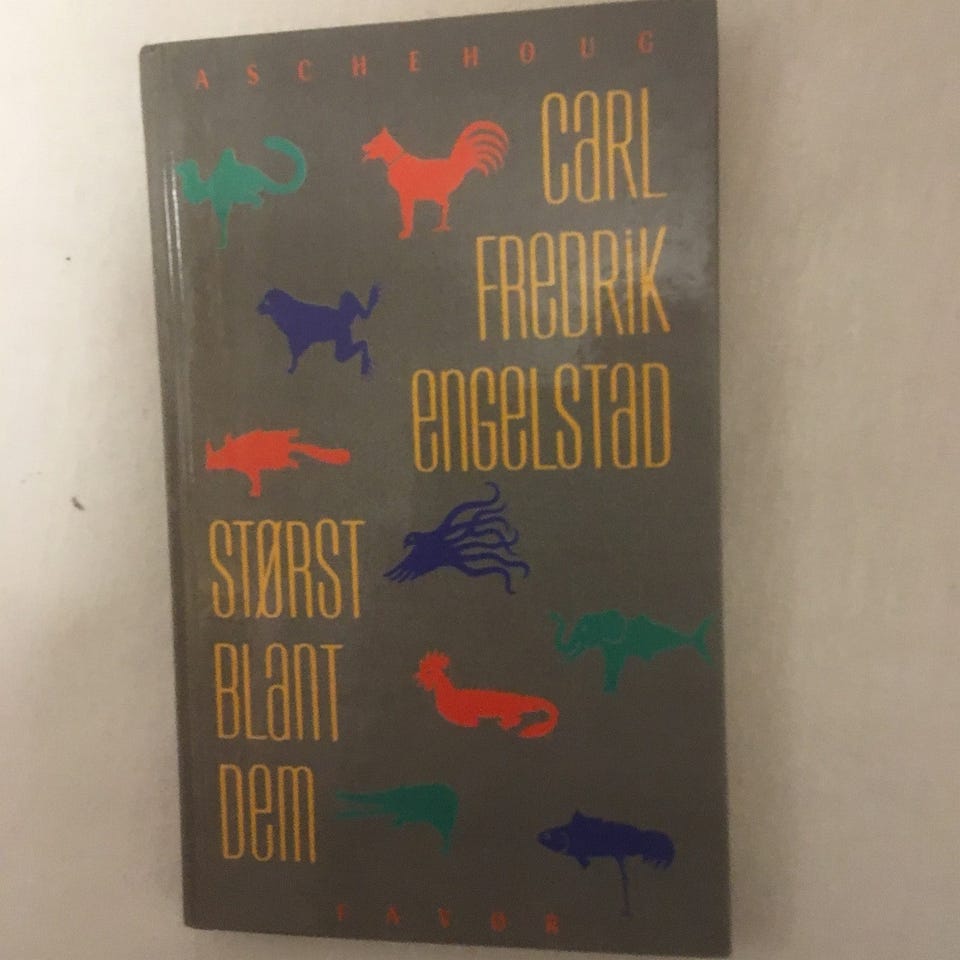 ASCHEHOUG
CaRL
FReDRiK
enGeLSTaD
STØRST
BLanT
Dem
FAVØR